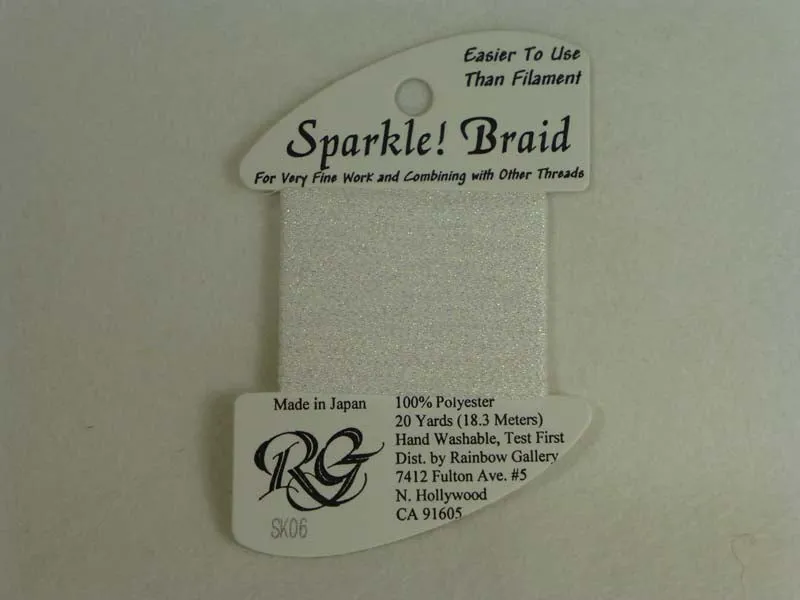 Easier To Use
Than Filament
Sparkle! Braid
For Very Fine Work and Combining with Other Threads
Made in Japan
RG
SK06
100% Polyester
20 Yards (18.3 Meters)
Hand Washable, Test First
Dist. by Rainbow Gallery
7412 Fulton Ave. #5
N. Hollywood
CA 91605